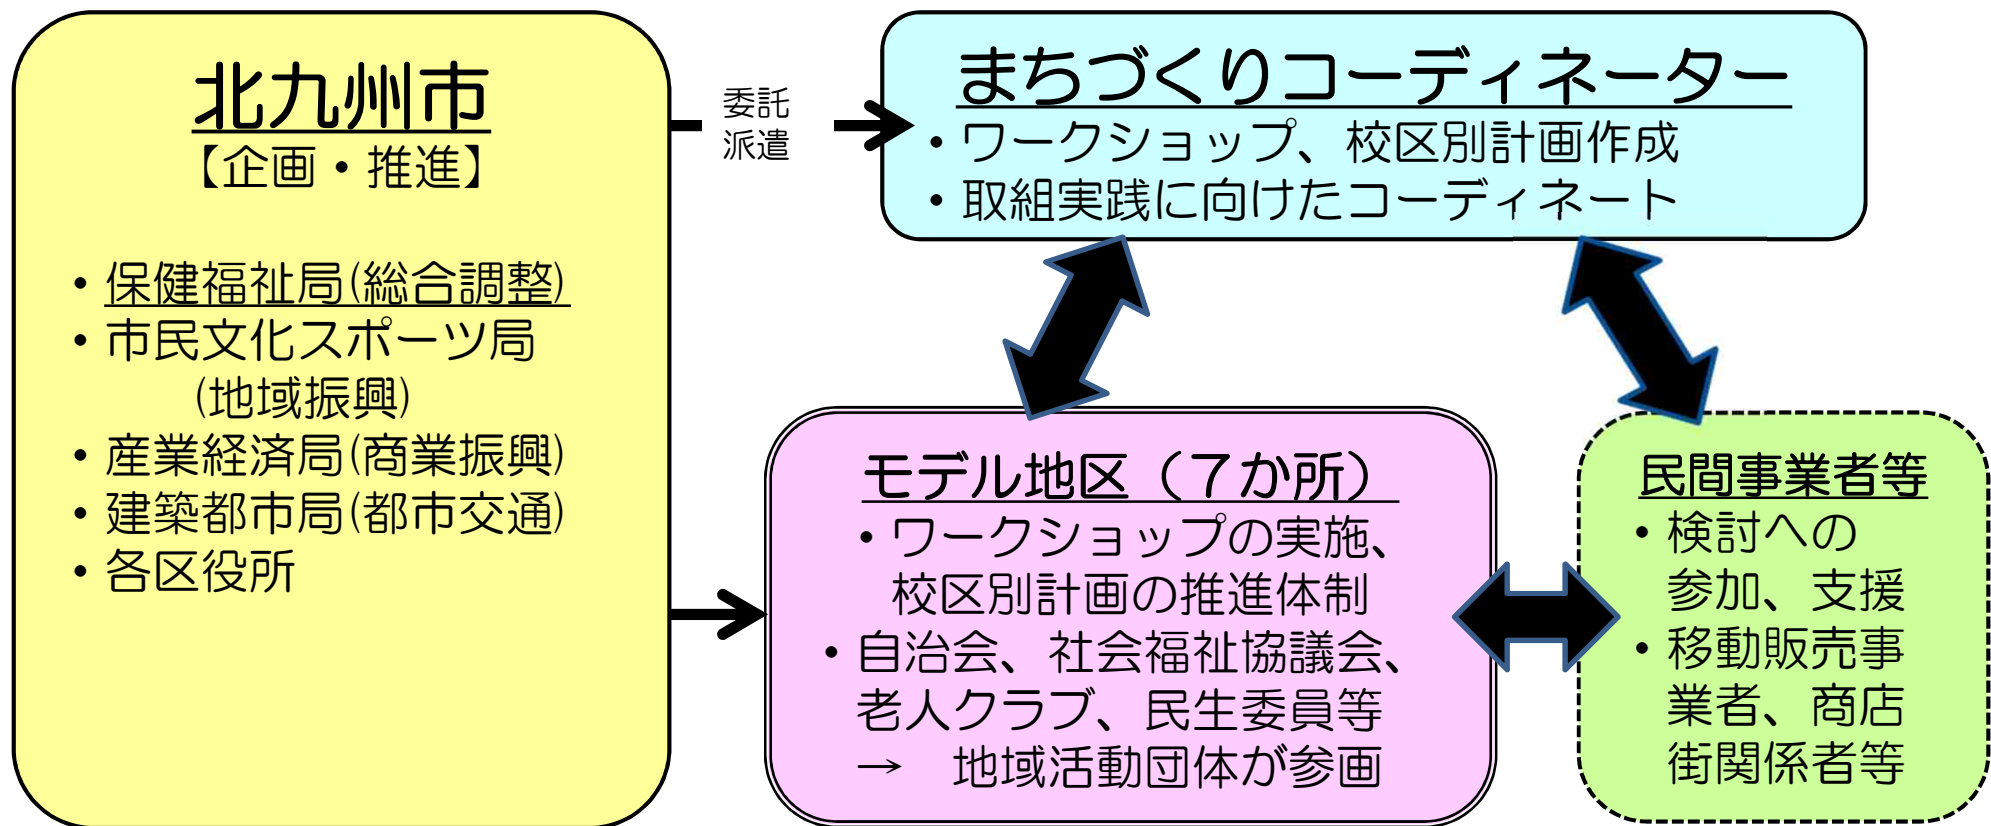 北九州市
【企画・推進】
・保健福祉局(総合調整)
・市民文化スポーツ局
(地域振興)
・産業経済局(商業振興)
・建築都市局(都市交通)
・各区役所
委託
派遣
まちづくりコーディネーター
・ワークショップ、校区別計画作成
・取組実践に向けたコーディネート
モデル地区（７か所）
・ワークショップの実施、
校区別計画の推進体制
・自治会、社会福祉協議会、
老人クラブ、民生委員等
→　地域活動団体が参画
民間事業者等
・検討への
参加、支援
・移動販売事
業者、商店
街関係者等